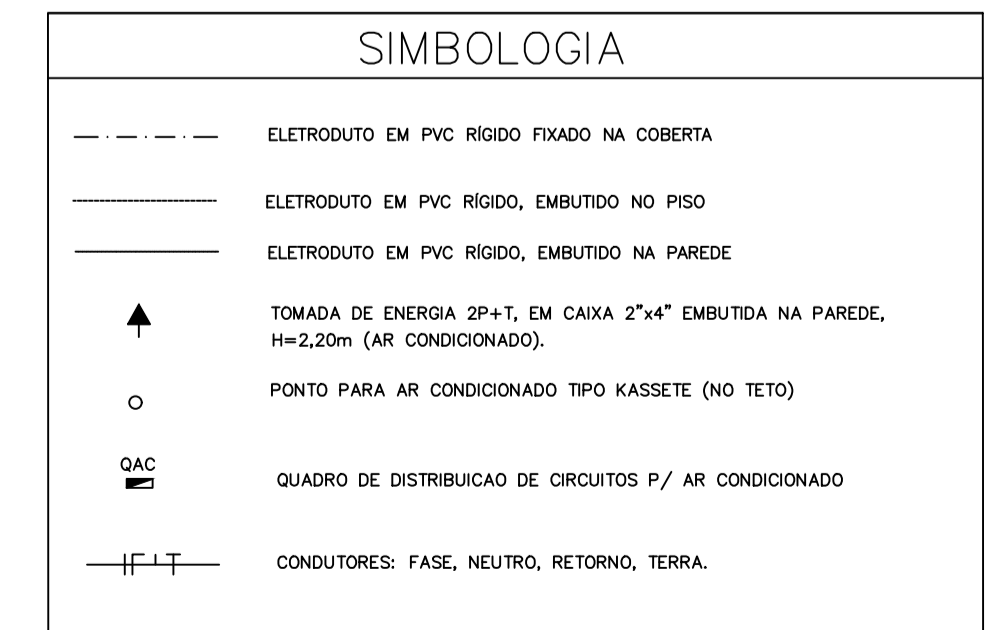 SIMBOLOGIA
ELETRODUTO EM PVC RÍGIDO FIXADO NA COBERTA
ELETRODUTO EM PVC RÍGIDO, EMBUTIDO NO PISO
ELETRODUTO EM PVC RÍGIDO, EMBUTIDO NA PAREDE
TOMADA DE ENERGIA 2P+T, EM CAIXA 2"x4" EMBUTIDA NA PAREDE,
H=2,20m (AR CONDICIONADO).
PONTO PARA AR CONDICIONADO TIPO KASSETE (NO TETO)
QAC
QUADRO DE DISTRIBUICAO DE CIRCUITOS P/ AR CONDICIONADO
CONDUTORES: FASE, NEUTRO, RETORNO, TERRA.